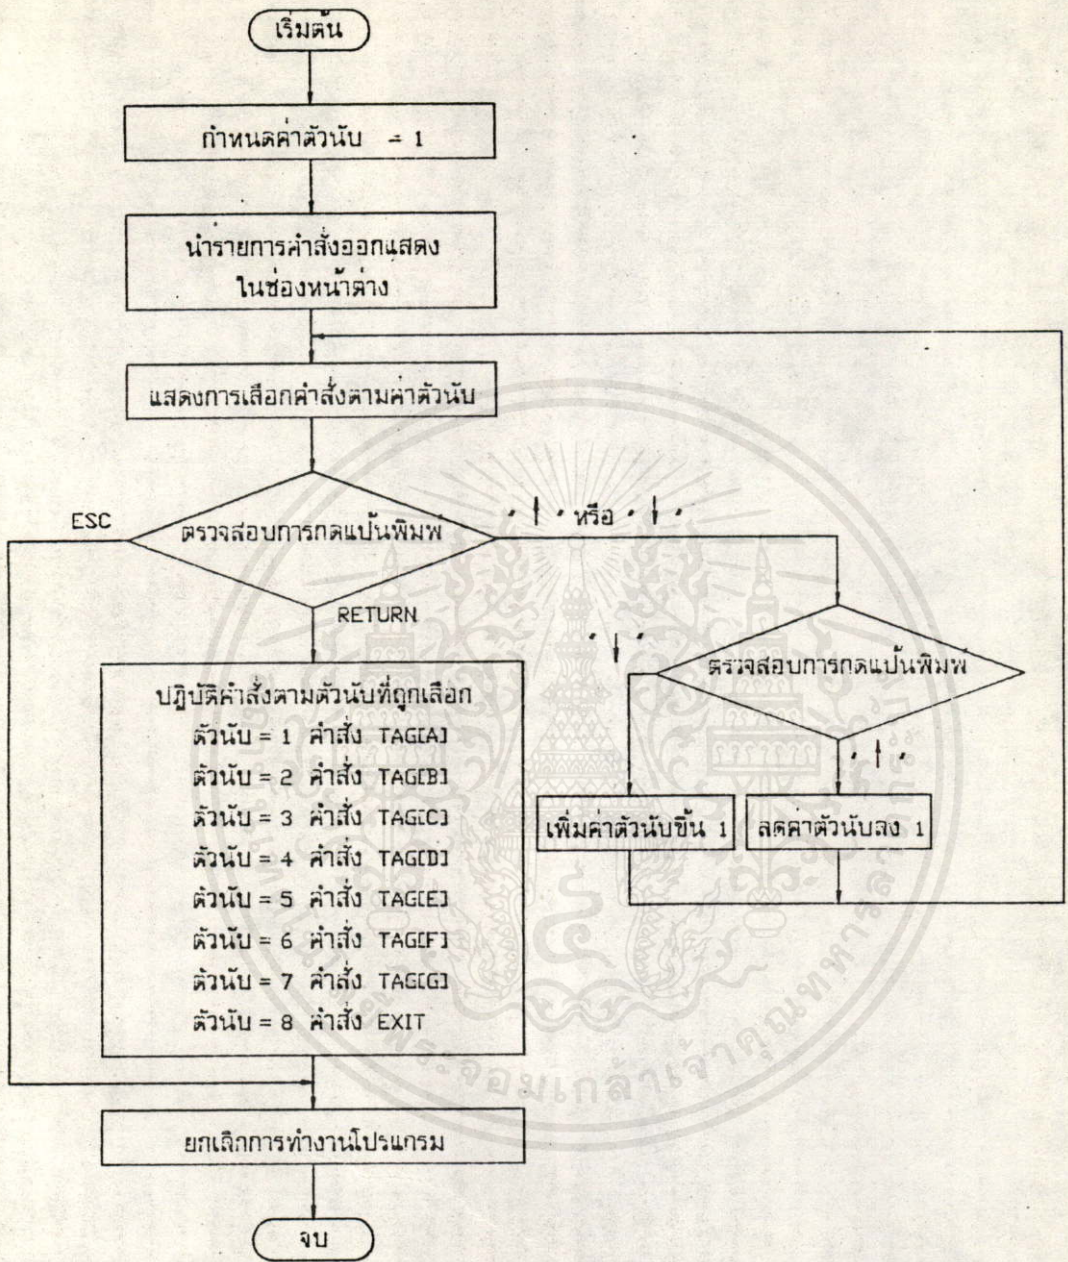 เริ่มต้น
กำหนดค่าตัวนับ = 1
นำรายการคำสั่งออกแสดง
ในช่องหน้าต่าง
แสดงการเลือกคำสั่งตามค่าตัวนับ
ESC
ตรวจสอบการกดแป้นพิมพ์
' ↑ ' หรือ ' ↓ '
RETURN
' ↓ '
ตรวจสอบการกดแป้นพิมพ์
' ↑ '
ปฏิบัติคำสั่งตามตัวนับที่ถูกเลือก
ตัวนับ = 1 คำสั่ง TAG[A]
ตัวนับ = 2 คำสั่ง TAG[B]
ตัวนับ = 3 คำสั่ง TAG[C]
ตัวนับ = 4 คำสั่ง TAG[D]
ตัวนับ = 5 คำสั่ง TAG[E]
ตัวนับ = 6 คำสั่ง TAG[F]
ตัวนับ = 7 คำสั่ง TAG[G]
ตัวนับ = 8 คำสั่ง EXIT
เพิ่มค่าตัวนับขึ้น 1
ลดค่าตัวนับลง 1
ยกเลิกการทำงานโปรแกรม
จบ